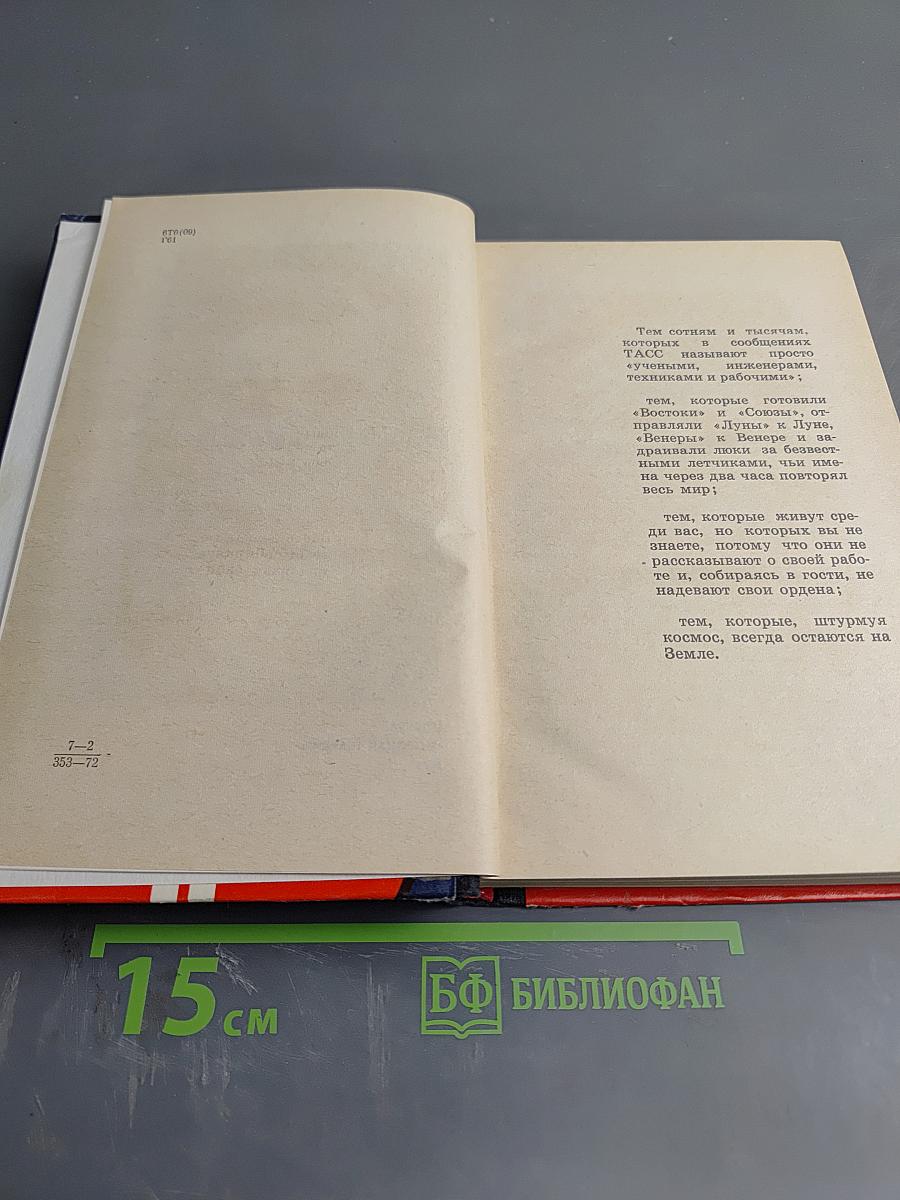 6Т6(09)
Г61
7—2
353—72
Тем сотням и тысячам,
которых в сообщениях
ТАСС называют просто
«учеными, инженерами,
техниками и рабочими»;
тем, которые готовили
«Востоки» и «Союзы», от-
правляли «Луны» к Луне,
«Венеры» к Венере и за-
драивали люки за безвест-
ными летчиками, чьи име-
на через два часа повторял
весь мир;
тем, которые живут сре-
ди вас, но которых вы не
знаете, потому что они не
рассказывают о своей рабо-
те и, собираясь в гости, не
надевают свои ордена;
тем, которые, штурмуя
космос, всегда остаются на
Земле.
15 см
БФ БИБЛИОФАН